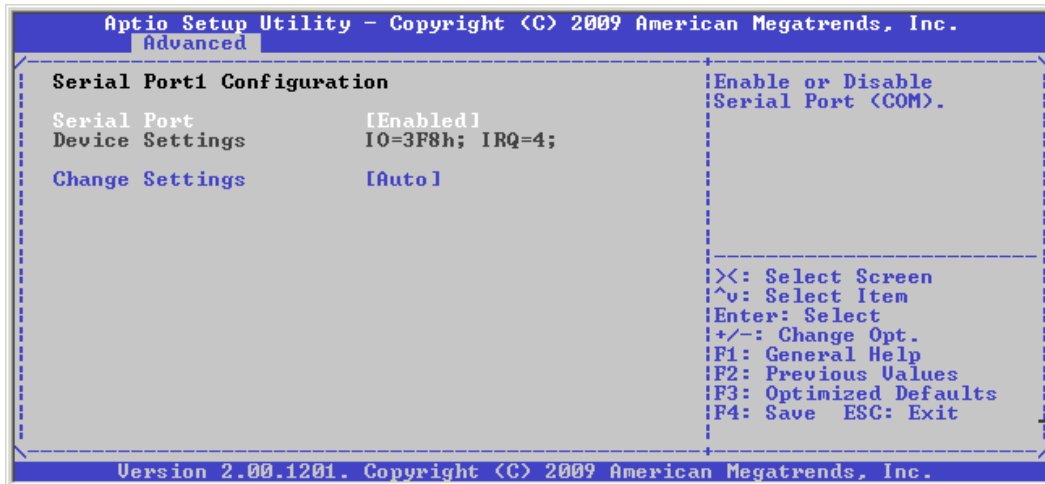 Aptio Setup Utility - Copyright (C) 2009 American Megatrends, Inc.
Advanced
Serial Port1 Configuration
Serial Port [Enabled]
Device Settings IO=3F8h; IRQ=4;
Change Settings [Auto]
Enable or Disable
Serial Port (COM).
><: Select Screen
^v: Select Item
Enter: Select
+/-: Change Opt.
F1: General Help
F2: Previous Values
F3: Optimized Defaults
F4: Save ESC: Exit
Version 2.00.1201. Copyright (C) 2009 American Megatrends, Inc.